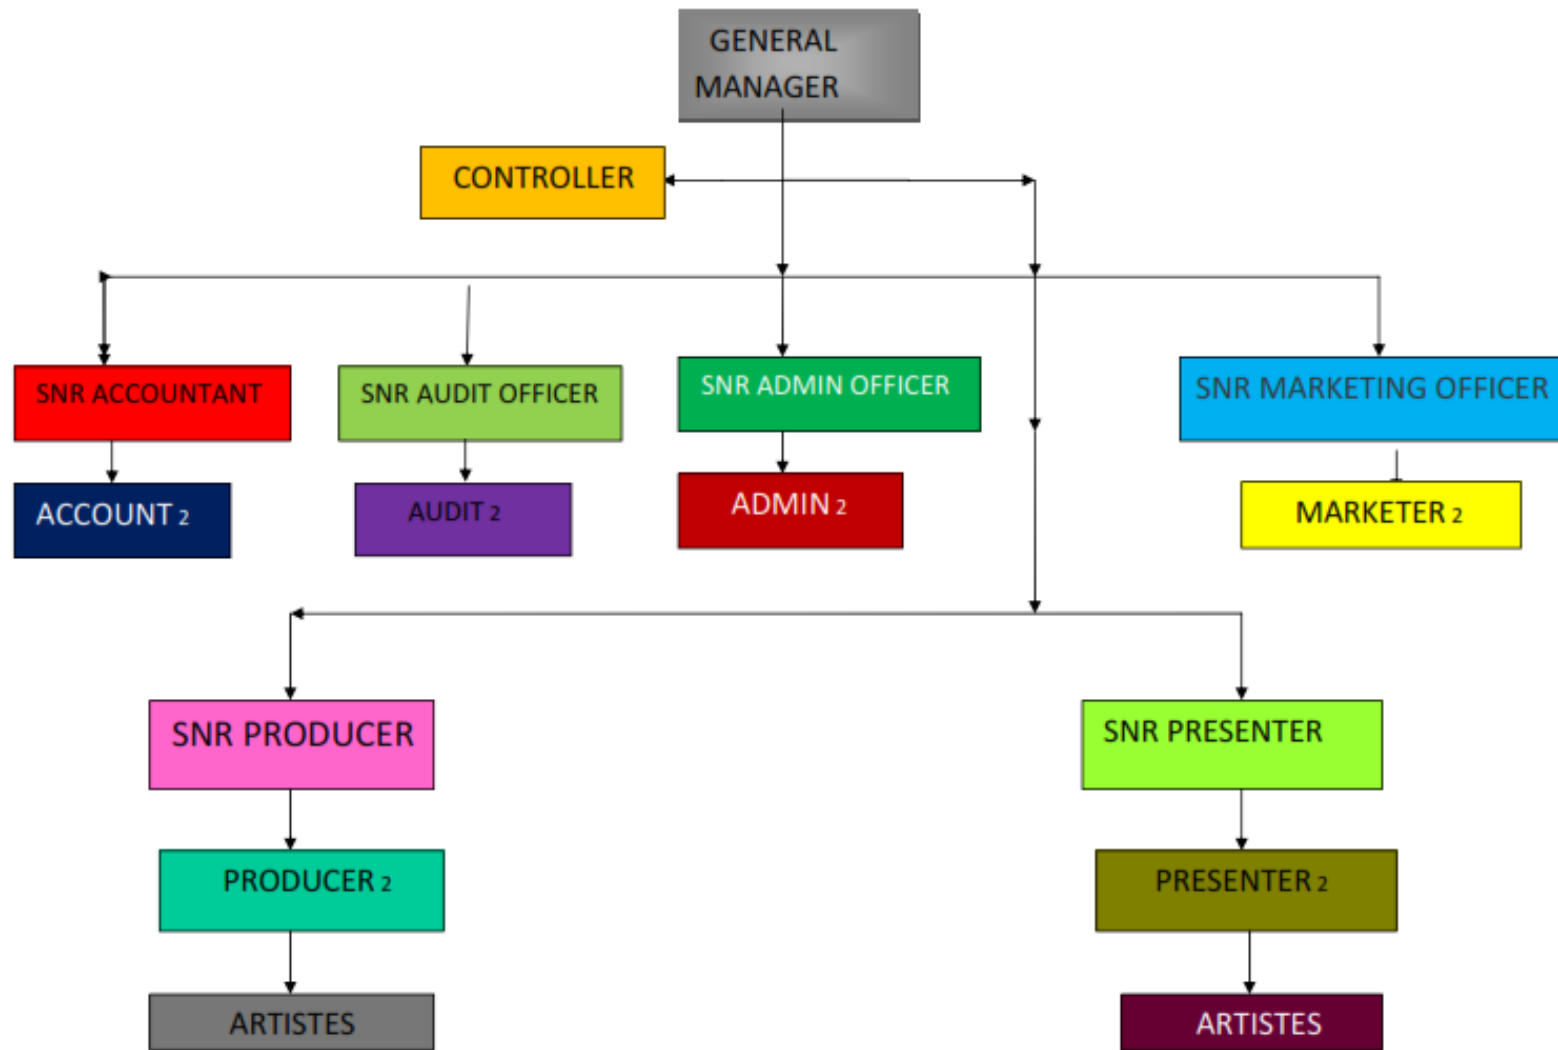 GENERAL
MANAGER
CONTROLLER
SNR ACCOUNTANT
SNR AUDIT OFFICER
SNR ADMIN OFFICER
SNR MARKETING OFFICER
ACCOUNT 2
AUDIT 2
ADMIN 2
MARKETER 2
SNR PRODUCER
SNR PRESENTER
PRODUCER 2
PRESENTER 2
ARTISTES
ARTISTES